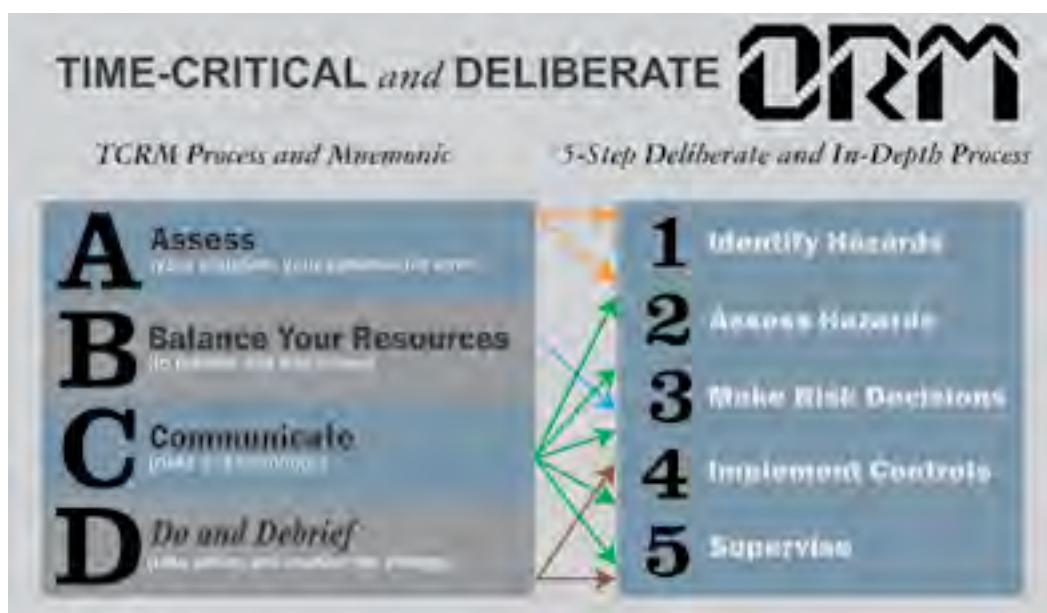 TIME-CRITICAL and DELIBERATE ORM
TCRM Process and Mnemonic
5-Step Deliberate and In-Depth Process
A Assess
B Balance Your Resources
C Communicate
D Do and Debrief
1 Identify Hazards
2 Assess Hazards
3 Make Risk Decisions
4 Implement Controls
5 Supervise